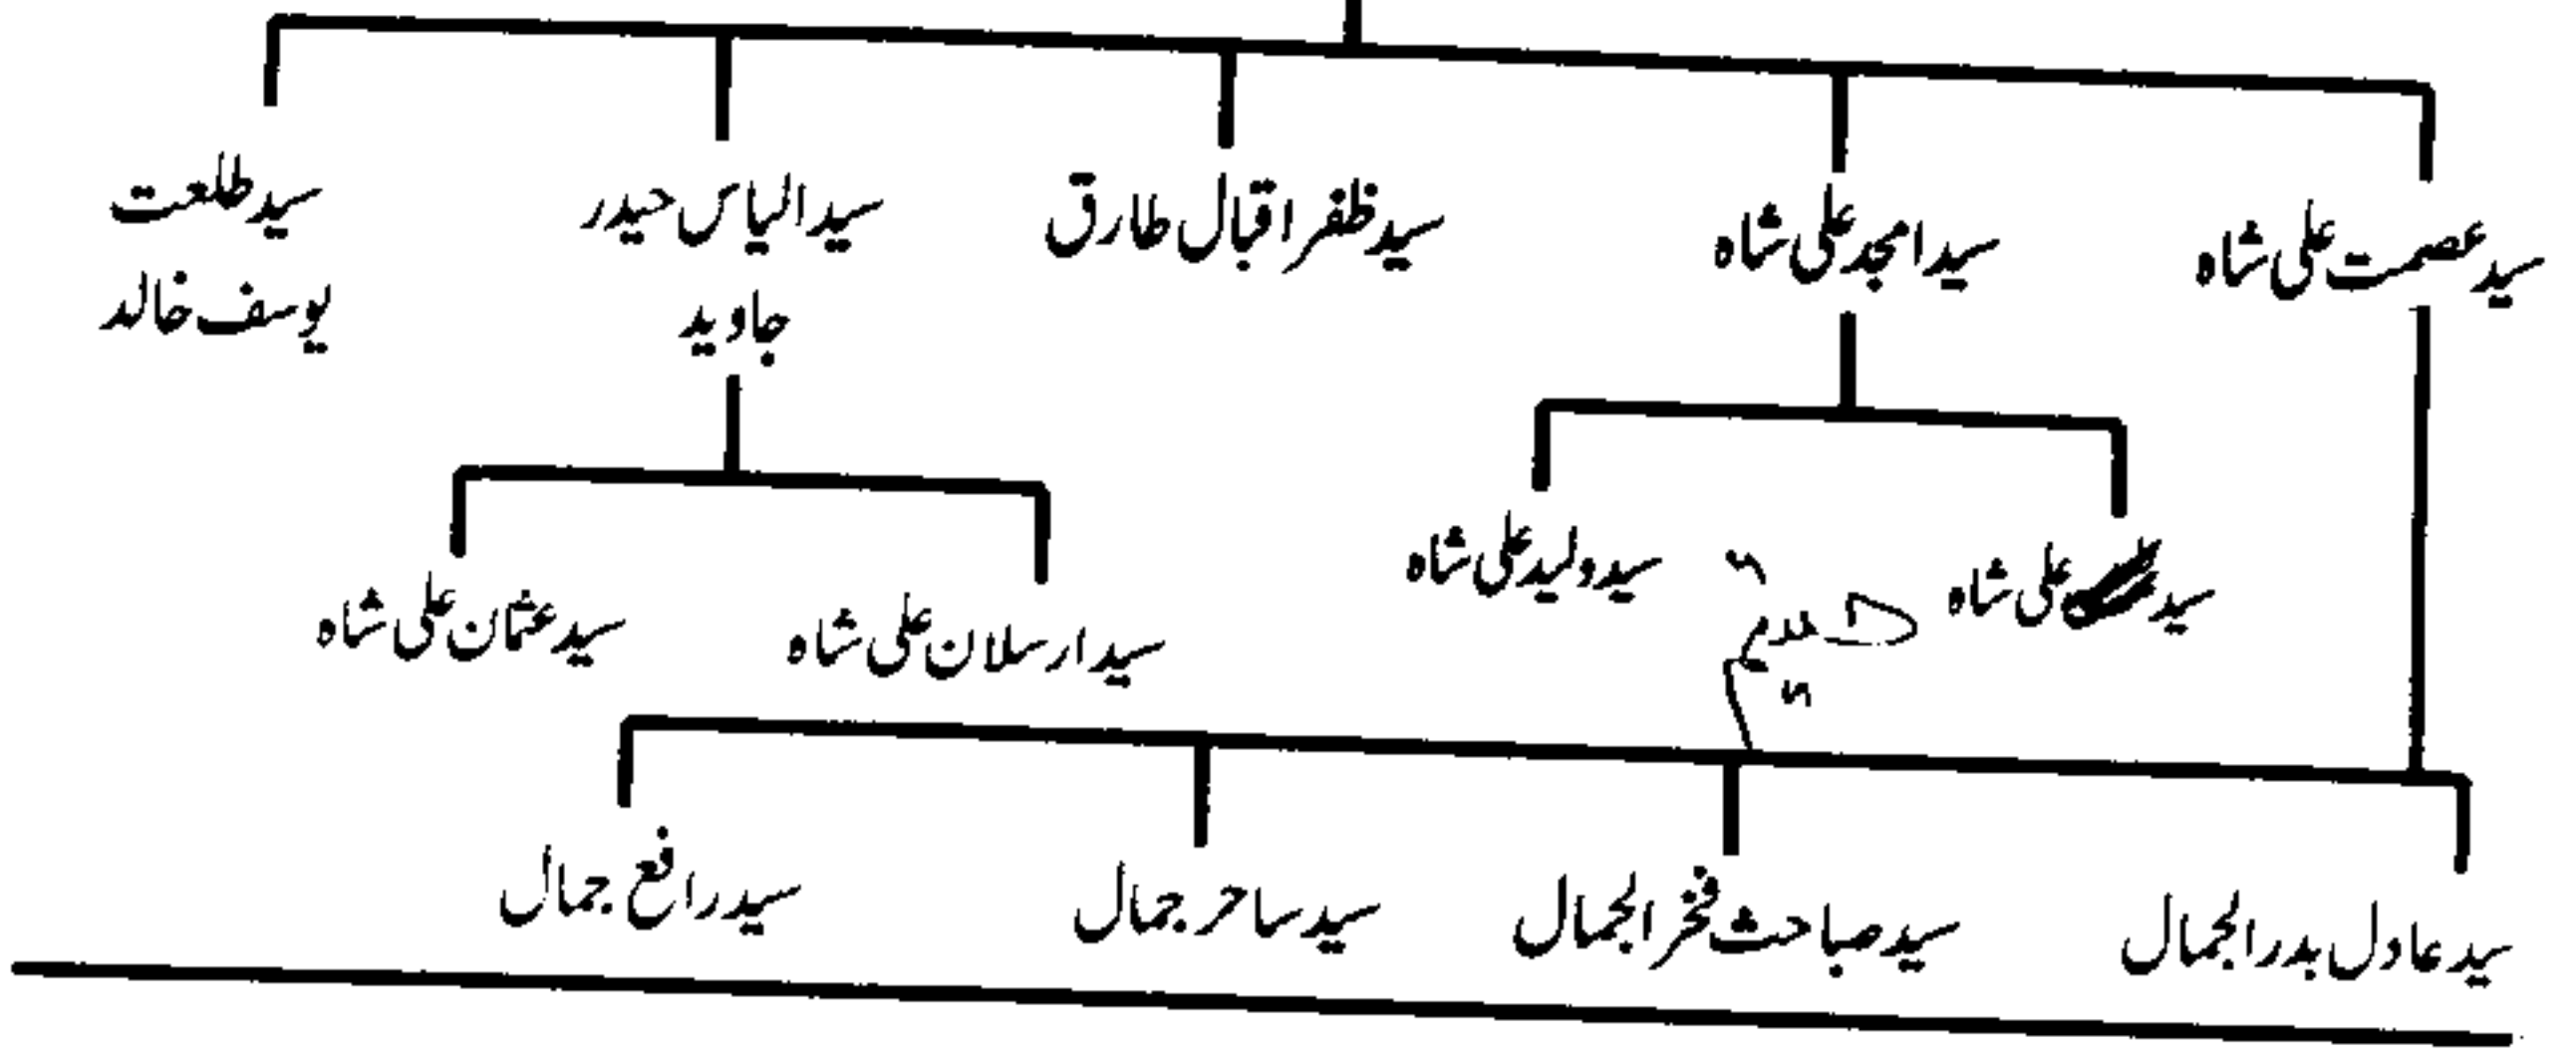 سید عصمت علی شاہ
سید امجد علی شاہ
سید ظفر اقبال طارق
سید الیاس حیدر
جاوید
سید طلعت
یوسف خالد
سید علی شاہ
سید ولید علی شاہ
سید ارسلان علی شاہ
سید عثمان علی شاہ
سید عادل بدر الجمال
سید صباحث فخر الجمال
سید ساحر جمال
سید رافع جمال